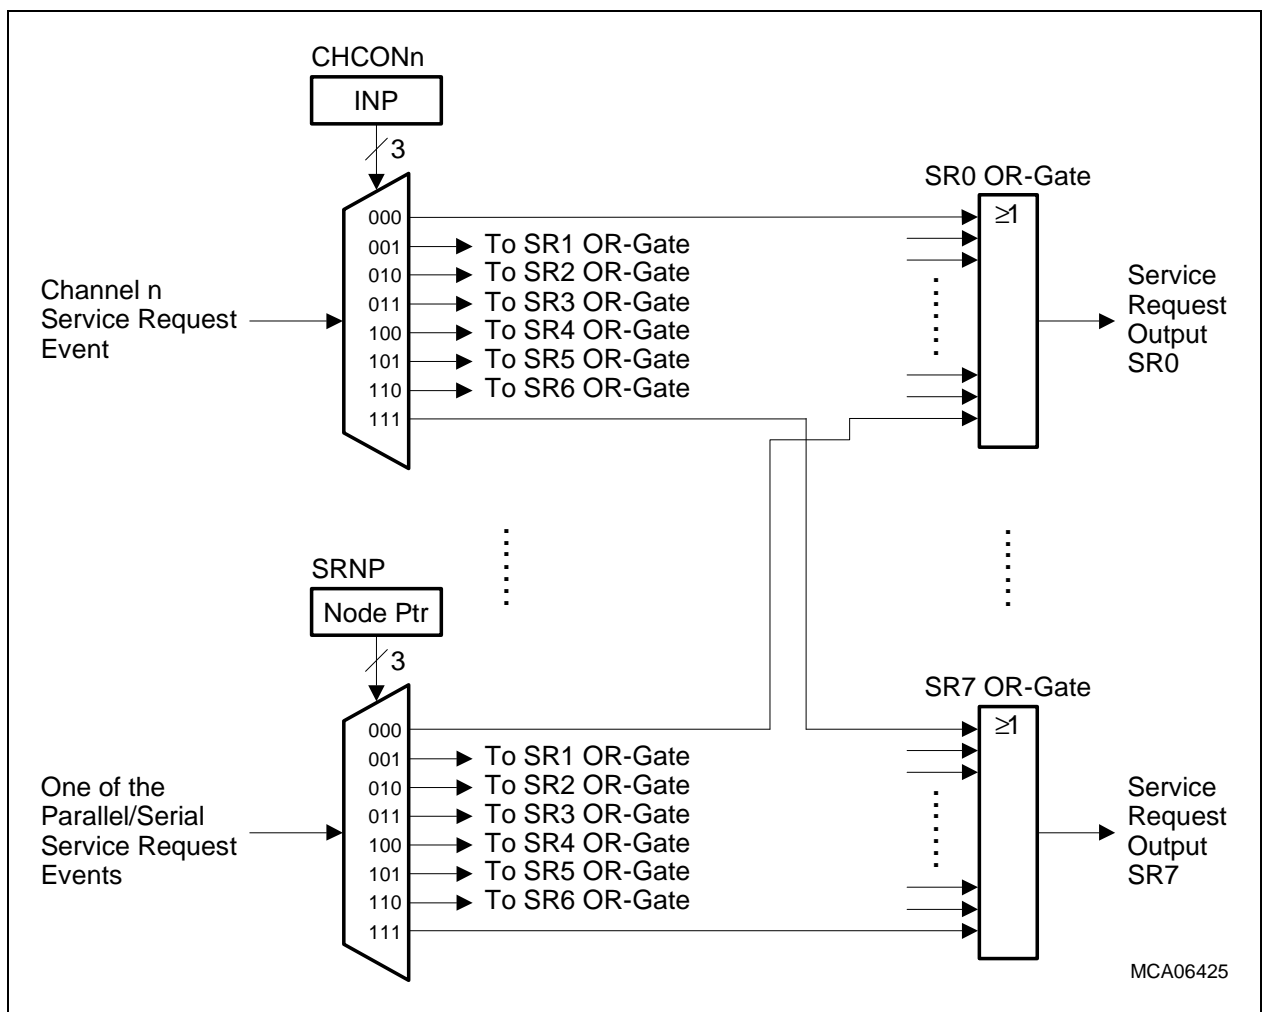 CHCONn
INP
3
SR0 OR-Gate
≥1
000
001
To SR1 OR-Gate
010
To SR2 OR-Gate
011
To SR3 OR-Gate
100
To SR4 OR-Gate
101
To SR5 OR-Gate
110
To SR6 OR-Gate
111
Channel n
Service Request
Event
Service
Request
Output
SR0
SRNP
Node Ptr
3
SR7 OR-Gate
≥1
000
001
To SR1 OR-Gate
010
To SR2 OR-Gate
011
To SR3 OR-Gate
100
To SR4 OR-Gate
101
To SR5 OR-Gate
110
To SR6 OR-Gate
111
One of the
Parallel/Serial
Service Request
Events
Service
Request
Output
SR7
MCA06425